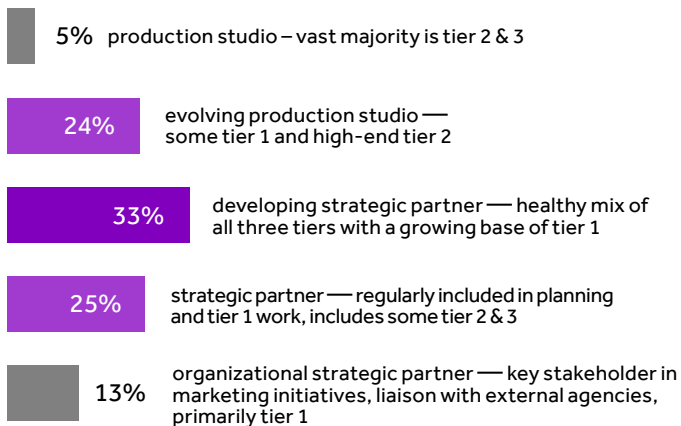 5% production studio – vast majority is tier 2 & 3
24%
evolving production studio —
some tier 1 and high-end tier 2
33%
developing strategic partner — healthy mix of
all three tiers with a growing base of tier 1
25%
strategic partner — regularly included in planning
and tier 1 work, includes some tier 2 & 3
13%
organizational strategic partner — key stakeholder in
marketing initiatives, liaison with external agencies,
primarily tier 1